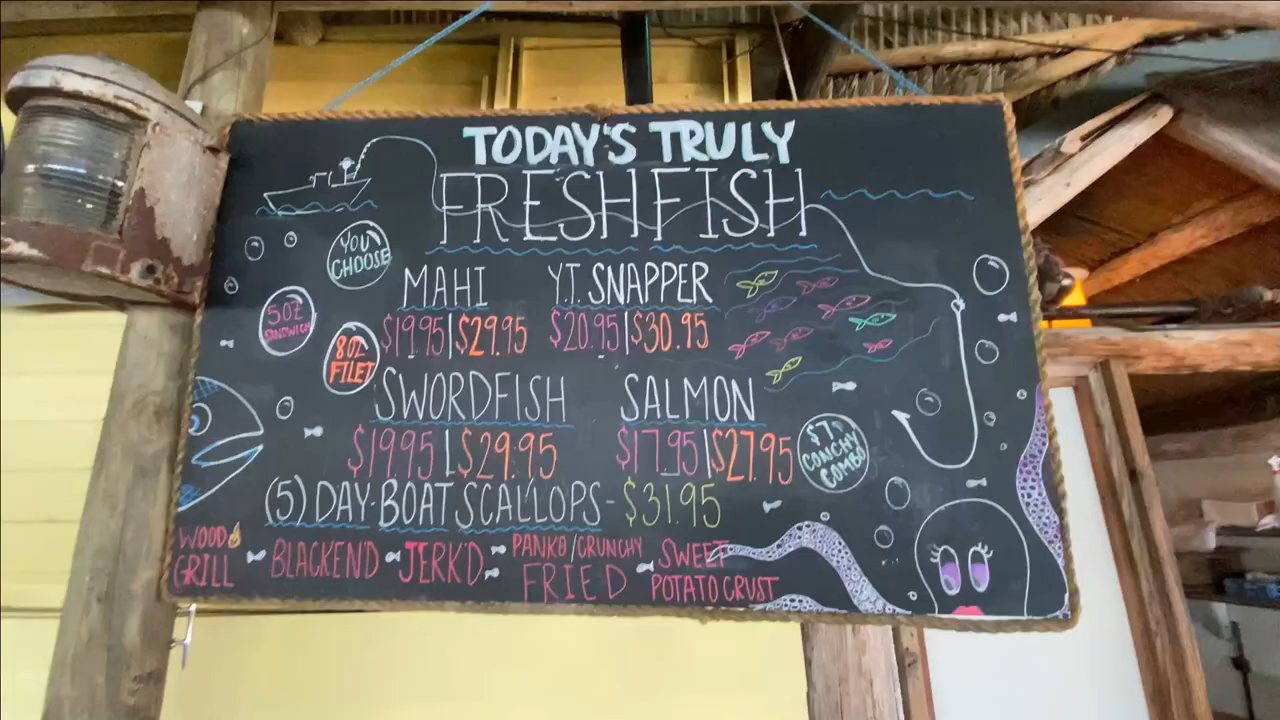 TODAY'S TRULY
FRESH FISH
YOU
CHOOSE
5OZ
SANDWICH
8OZ
FILET
MAHI
$19.95|$29.95
Y.T. SNAPPER
$20.95|$30.95
SWORDFISH
$19.95|$29.95
SALMON
$17.95|$27.95
$7
CONCHY
COMBO
(5) DAY-BOAT SCALLOPS-$31.95
WOOD
GRILL
BLACKEND
JERK'D
PANKO/CRUNCHY
FRIED
SWEET
POTATO CRUST